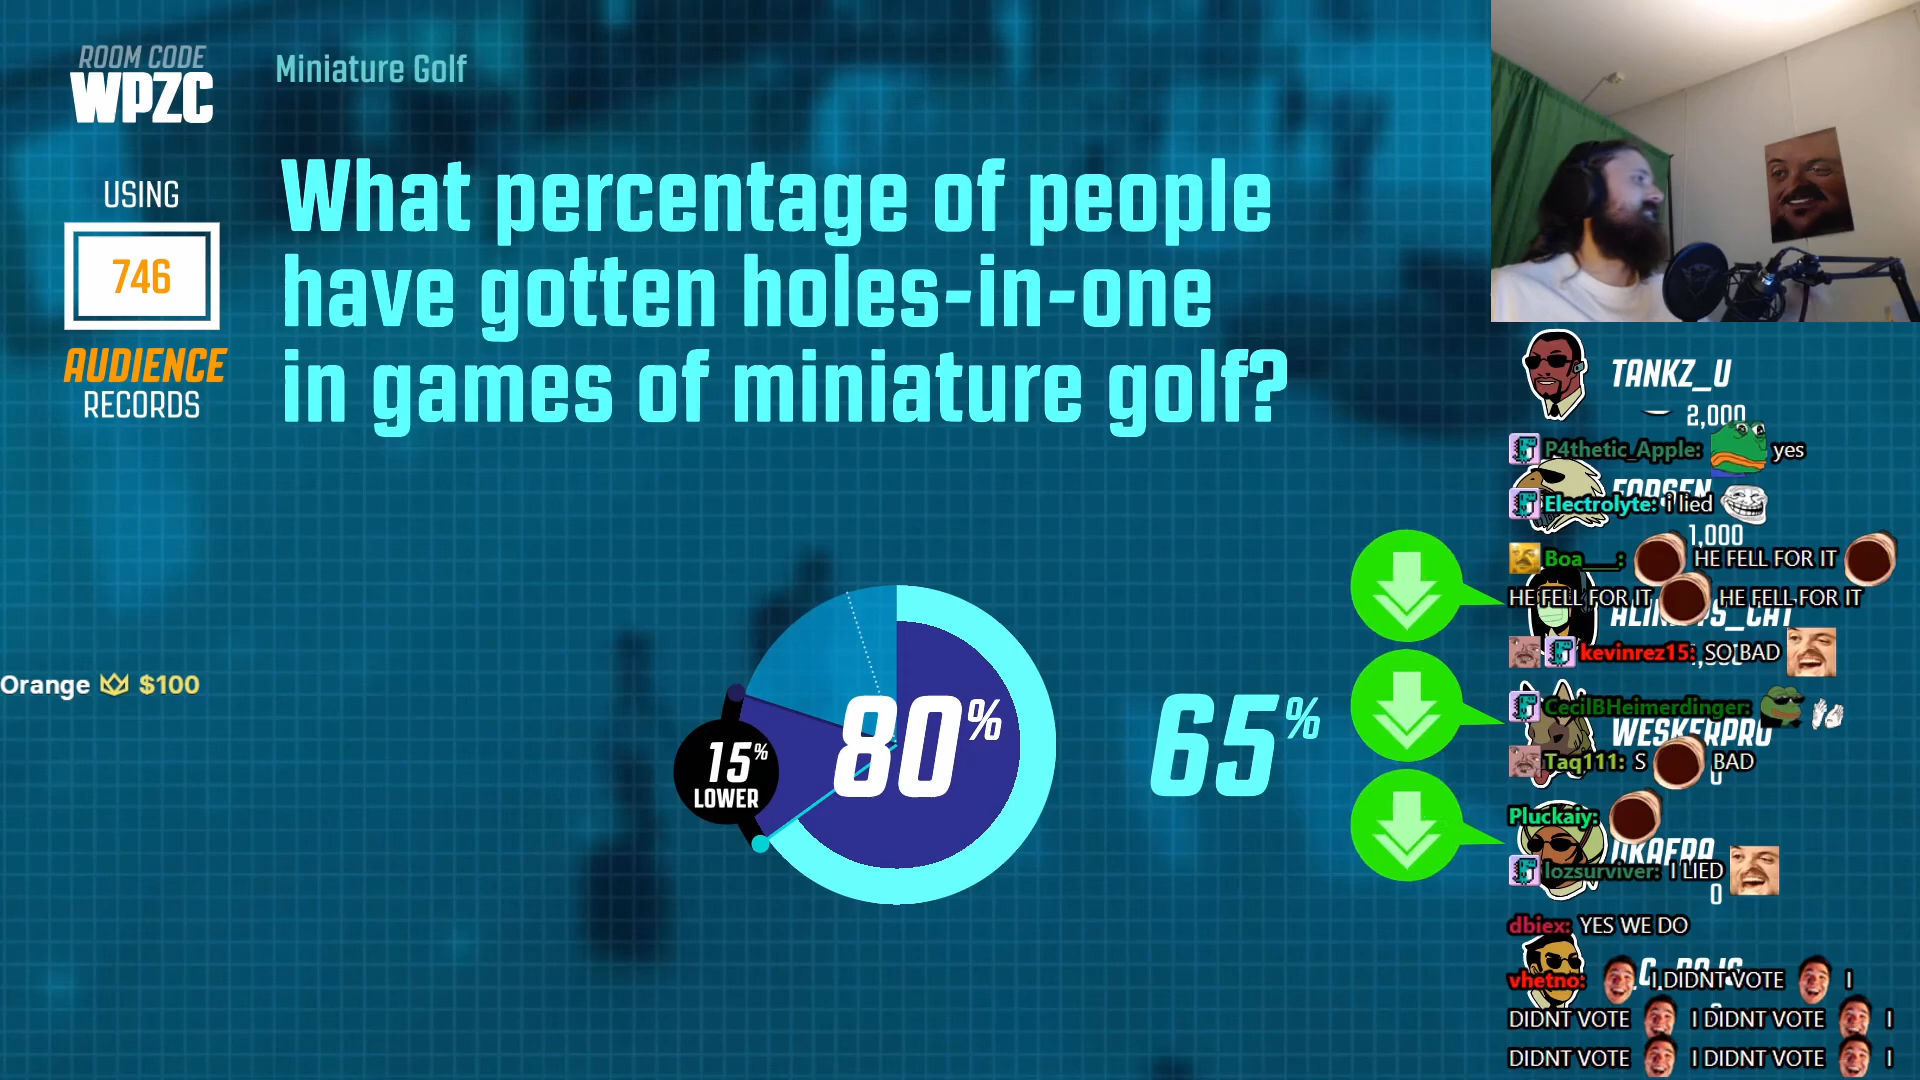 ROOM CODE
WPZC
USING
746
AUDIENCE
RECORDS
Miniature Golf
What percentage of people
have gotten holes-in-one
in games of miniature golf?
Orange $100
15%
LOWER
80%
65%
TANKZ_U
2,000
P4thetic_Apple: yes
FORSEN
Electrolyte: i lied
1,000
Boa___: HE FELL FOR IT
HE FELL FOR IT HE FELL FOR IT
kevinrez15: SO BAD
CecilBHeimerdinger:
WESKERPRO
Taq111: S BAD
0
Pluckaiy:
lozsurviver: I LIED
0
dbiex: YES WE DO
vhetno: I DIDNT VOTE I
DIDNT VOTE I DIDNT VOTE I
DIDNT VOTE I DIDNT VOTE I